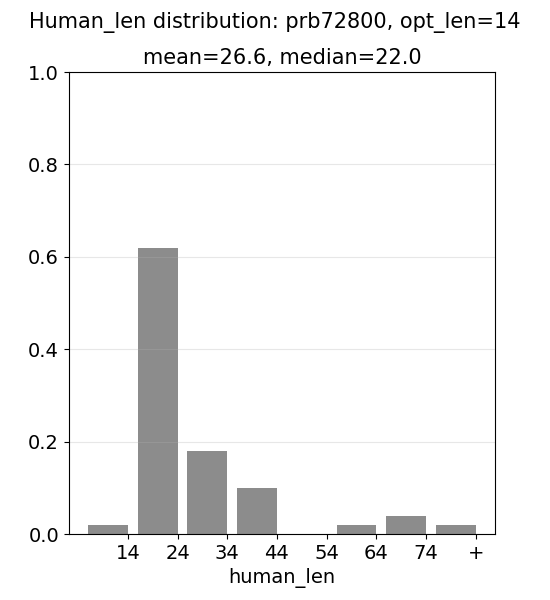 Human_len distribution: prb72800, opt_len=14
mean=26.6, median=22.0
1.0
0.8
0.6
0.4
0.2
0.0
14 24 34 44 54 64 74 +
human_len